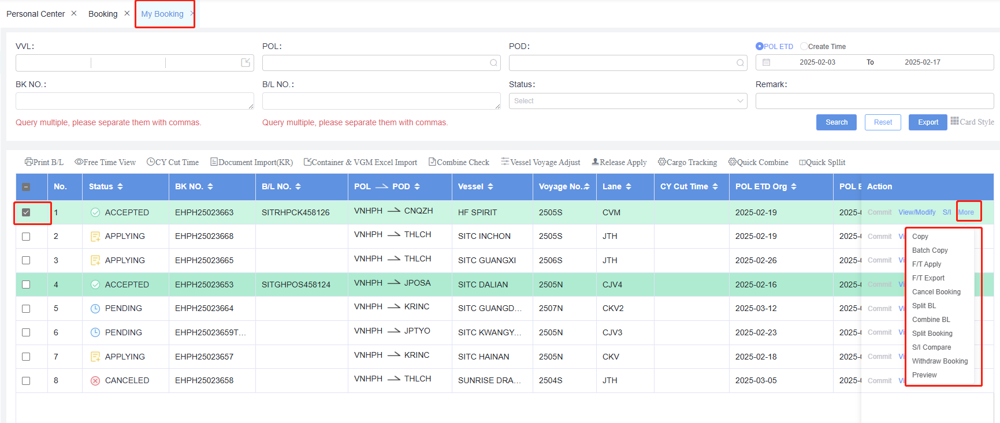 Personal Center × Booking × My Booking ×
VVL: POL: POD: POL ETD Create Time
2025-02-03 To 2025-02-17
BK NO.: B/L NO.: Status: Remark:
Select
Query multiple, please separate them with commas. Query multiple, please separate them with commas.
Search Reset Export Card Style
Print B/L Free Time View CY Cut Time Document Import(KR) Container & VGM Excel Import Combine Check Vessel Voyage Adjust Release Apply Cargo Tracking Quick Combine Quick Spllit
No. Status BK NO. B/L NO. POL POD Vessel Voyage No. Lane CY Cut Time POL ETD Org POL E Action
1 ACCEPTED EHPH25023663 SITRHPCK458126 VNHPH CNQZH HF SPIRIT 2505S CVM 2025-02-19 2025-0 Commit View/Modify S/I More
2 APPLYING EHPH25023668 VNHPH THLCH SITC INCHON 2505S JTH 2025-02-19 2025-0 Commit Vi
3 APPLYING EHPH25023665 VNHPH THLCH SITC GUANGXI 2506S JTH 2025-02-26 2025-0 Commit Vi
4 ACCEPTED EHPH25023653 SITGHPOS458124 VNHPH JPOSA SITC DALIAN 2505N CJV4 2025-02-16 2025-0 Commit Vi
5 PENDING EHPH25023664 VNHPH KRINC SITC GUANGD... 2507N CKV2 2025-03-12 2025-0 Commit Vi
6 PENDING EHPH25023659T... VNHPH JPTYO SITC KWANGY... 2505N CJV3 2025-02-23 2025-0 Commit Vi
7 APPLYING EHPH25023657 VNHPH KRINC SITC HAINAN 2505N CKV 2025-02-18 2025-0 Commit Vi
8 CANCELED EHPH25023658 VNHPH THLCH SUNRISE DRA... 2504S JTH 2025-03-05 2025-0 Commit Vi
Copy
Batch Copy
F/T Apply
F/T Export
Cancel Booking
Split BL
Combine BL
Split Booking
S/I Compare
Withdraw Booking
Preview